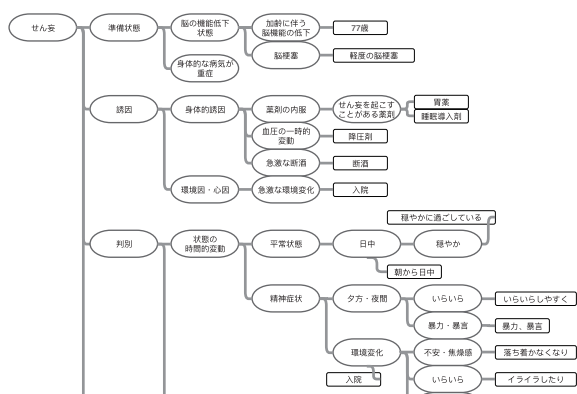 せん妄
準備状態
脳の機能低下
状態
加齢に伴う
脳機能の低下
77歳
脳梗塞
軽度の脳梗塞
身体的な病気が
重症
誘因
身体的誘因
薬剤の内服
せん妄を起こす
ことがある薬剤
胃薬
睡眠導入剤
血圧の一時的
変動
降圧剤
急激な断酒
断酒
環境因・心因
急激な環境変化
入院
判別
状態の
時間的変動
平常状態
日中
穏やか
穏やかに過ごしている
朝から日中
精神症状
夕方・夜間
いらいら
いらいらしやすく
暴力・暴言
暴力、暴言
環境変化
入院
不安・焦燥感
落ち着かなくなり
いらいら
イライラしたり